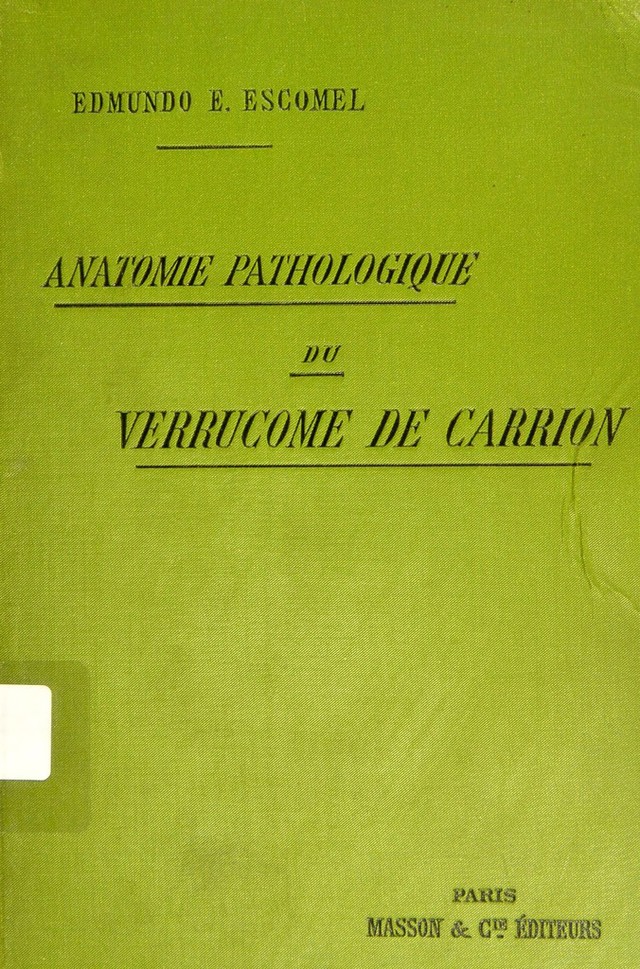 EDMUNDO E. ESCOMEL
ANATOMIE PATHOLOGIQUE
DU
VERRUCOME DE CARRION
PARIS
MASSON & Cie ÉDITEURS